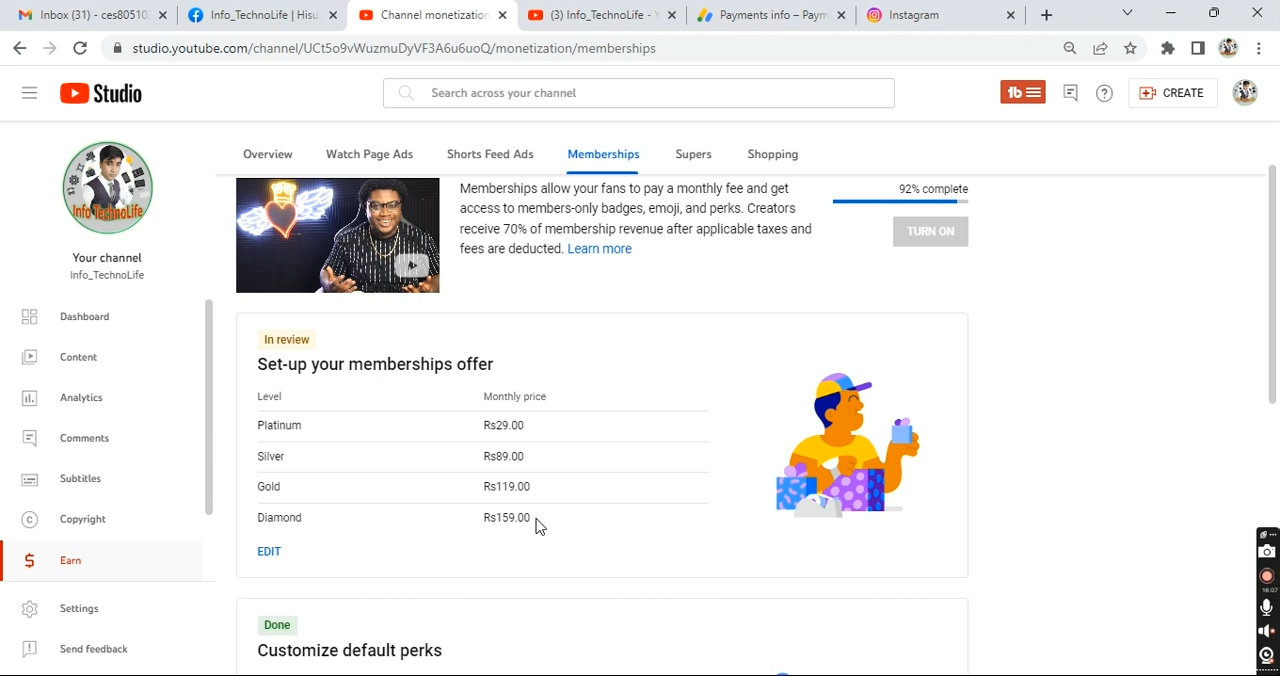 Inbox (31) - ces80510
Info_TechnoLife | Hisu
Channel monetization
(3) Info_TechnoLife - Y
Payments info – Paym
Instagram
studio.youtube.com/channel/UCt5o9vWuzmuDyVF3A6u6uoQ/monetization/memberships
Studio
Search across your channel
CREATE
Info TechnoLife
Your channel
Info_TechnoLife
Dashboard
Content
Analytics
Comments
Subtitles
Copyright
Earn
Settings
Send feedback
Overview Watch Page Ads Shorts Feed Ads Memberships Supers Shopping
Memberships allow your fans to pay a monthly fee and get
access to members-only badges, emoji, and perks. Creators
receive 70% of membership revenue after applicable taxes and
fees are deducted. Learn more
92% complete
TURN ON
In review
Set-up your memberships offer
Level Monthly price
Platinum Rs29.00
Silver Rs89.00
Gold Rs119.00
Diamond Rs159.00
EDIT
Done
Customize default perks